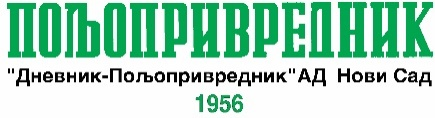 ПОЉОПРИВРЕДНИК
"Дневник-Пољопривредник"АД Нови Сад
1956